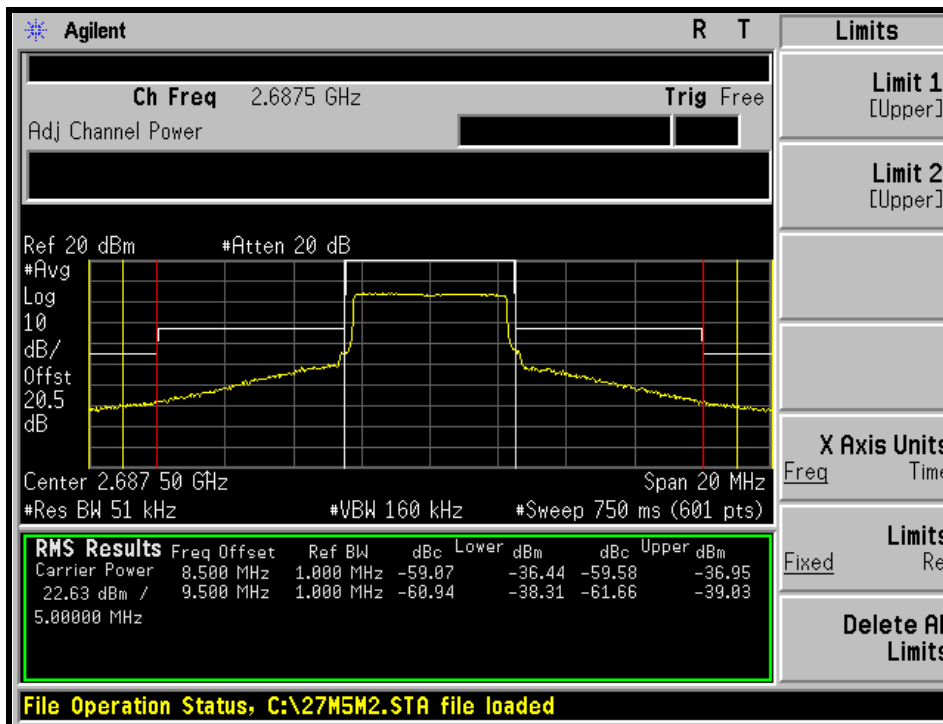 Agilent R T
Ch Freq 2.6875 GHz Trig Free
Adj Channel Power
Ref 20 dBm #Atten 20 dB
#Avg
Log
10
dB/
Offst
20.5
dB
Center 2.687 50 GHz Span 20 MHz
#Res BW 51 kHz #VBW 160 kHz #Sweep 750 ms (601 pts)
RMS Results Freq Offset Ref BW dBc Lower dBm dBc Upper dBm
Carrier Power 8.500 MHz 1.000 MHz -59.07 -36.44 -59.58 -36.95
22.63 dBm / 9.500 MHz 1.000 MHz -60.94 -38.31 -61.66 -39.03
5.00000 MHz
File Operation Status, C:\27M5M2.STA file loaded
Limits
Limit 1
[Upper]
Limit 2
[Upper]
X Axis Units
Freq Time
Limits
Fixed Re
Delete Al
Limits